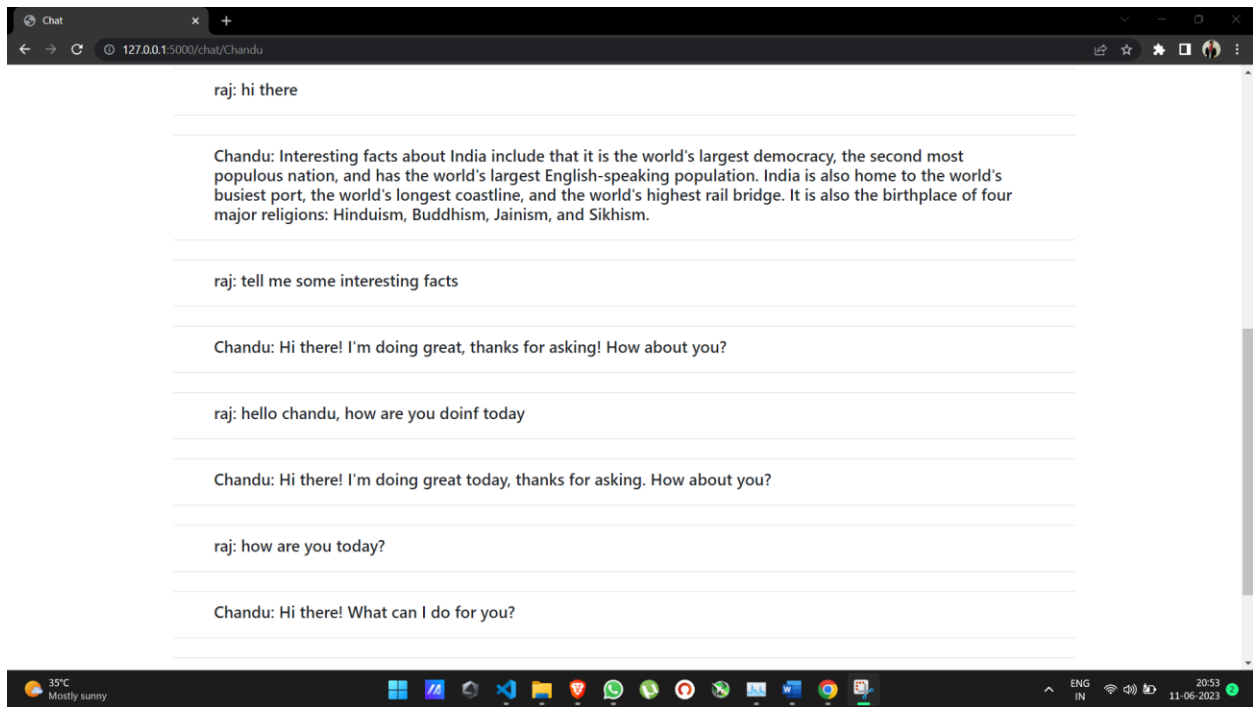 Chat
127.0.0.1:5000/chat/Chandu
raj: hi there
Chandu: Interesting facts about India include that it is the world's largest democracy, the second most
populous nation, and has the world's largest English-speaking population. India is also home to the world's
busiest port, the world's longest coastline, and the world's highest rail bridge. It is also the birthplace of four
major religions: Hinduism, Buddhism, Jainism, and Sikhism.
raj: tell me some interesting facts
Chandu: Hi there! I'm doing great, thanks for asking! How about you?
raj: hello chandu, how are you doinf today
Chandu: Hi there! I'm doing great today, thanks for asking. How about you?
raj: how are you today?
Chandu: Hi there! What can I do for you?
35°C
Mostly sunny
ENG
IN
20:53
11-06-2023
2